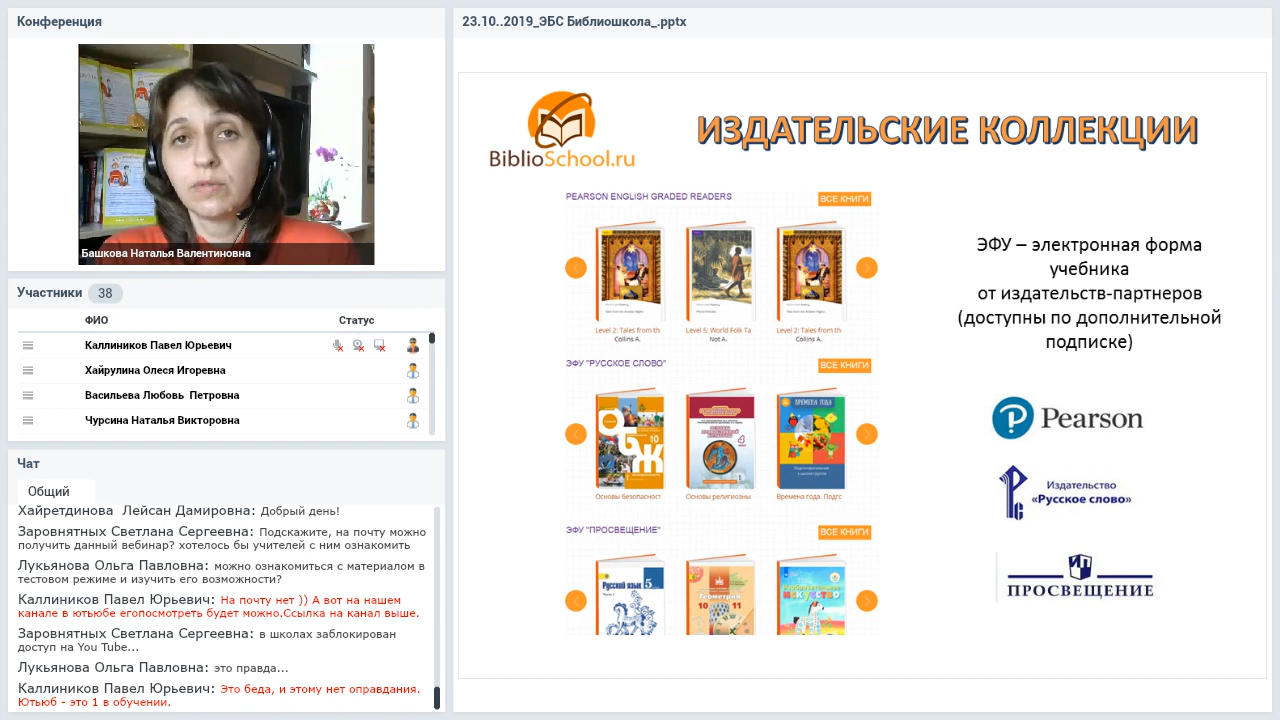 Конференция
Башкова Наталья Валентиновна
Участники 38
ФИО Статус
Каллиников Павел Юрьевич
Хайрулина Олеся Игоревна
Васильева Любовь Петровна
Чурсина Наталья Викторовна
Чат
Общий
Хайретдинова Лейсан Дамировна: Добрый день!
Заровнятных Светлана Сергеевна: Подскажите, на почту можно
получить данный вебинар? хотелось бы учителей с ним ознакомить
Лукьянова Ольга Павловна: можно ознакомиться с материалом в
тестовом режиме и изучить его возможности?
Каллиников Павел Юрьевич: На почту нет )) А вот на нашем
канале в ютьюбе егопосмотреть будет можно.Ссылка на канал выше.
Заровнятных Светлана Сергеевна: в школах заблокирован
доступ на You Tube...
Лукьянова Ольга Павловна: это правда...
Каллиников Павел Юрьевич: Это беда, и этому нет оправдания.
Ютьюб - это 1 в обучении.
23.10..2019_ЭБС Библиошкола_.pptx
BiblioSchool.ru
ИЗДАТЕЛЬСКИЕ КОЛЛЕКЦИИ
PEARSON ENGLISH GRADED READERS ВСЕ КНИГИ
Level 2: Tales from th Level 5: World Folk Ta Level 2: Tales from th
Collins A. Not A. Collins A.
ЭФУ "РУССКОЕ СЛОВО" ВСЕ КНИГИ
ОБЖ 10
4
ВРЕМЕНА ГОДА
Основы безопасност Основы религиозны Времена года. Подгс
ЭФУ "ПРОСВЕЩЕНИЕ" ВСЕ КНИГИ
Русский язык 5
Геометрия
10 11
Изобразительное
искусство
ЭФУ – электронная форма
учебника
от издательств-партнеров
(доступны по дополнительной
подписке)
Pearson
Издательство
«Русское слово»
ПРОСВЕЩЕНИЕ